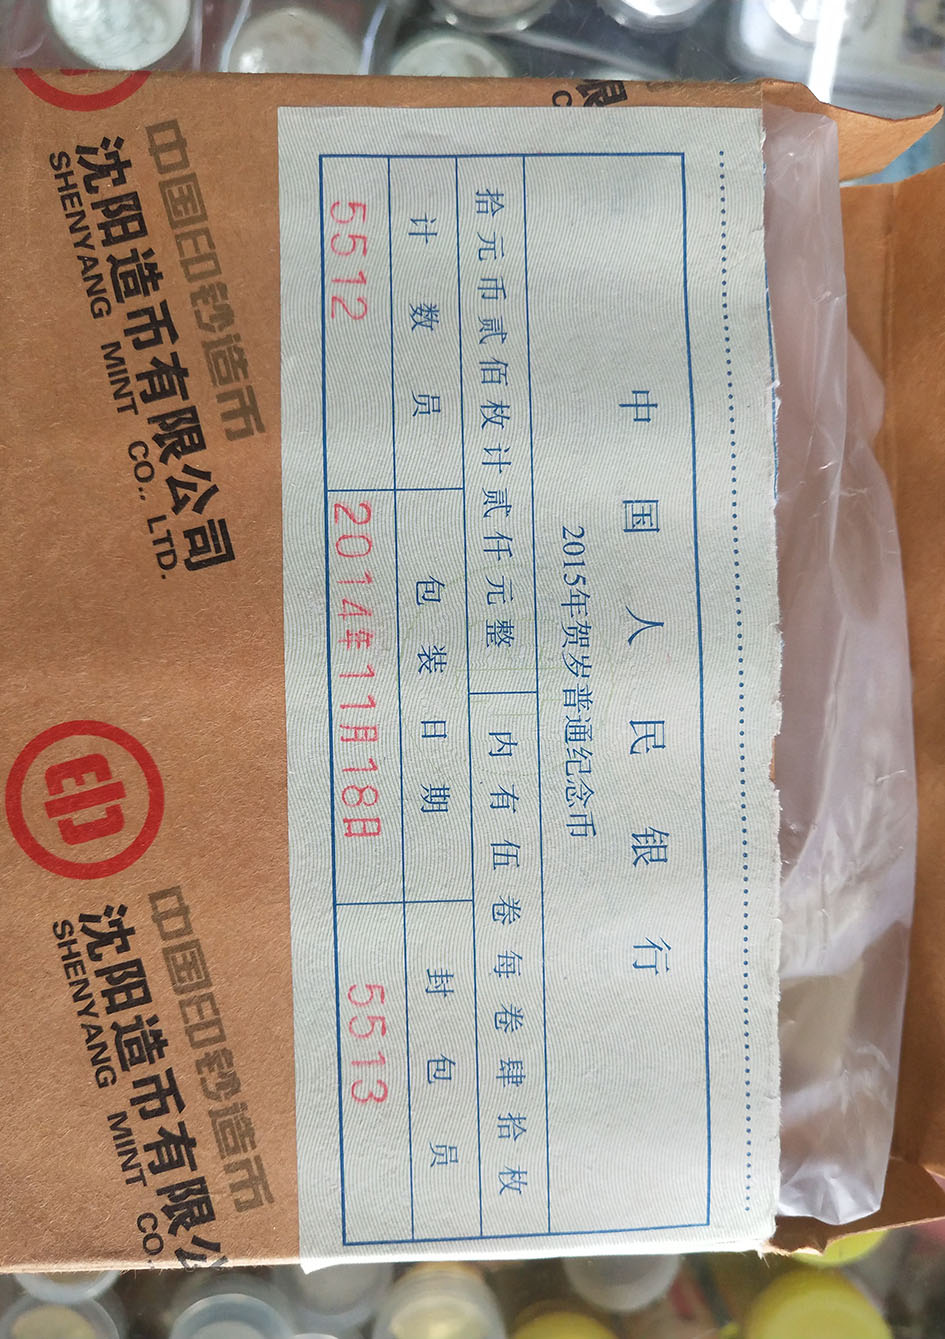 中国人民银行
2015年贺岁普通纪念币
拾元币贰佰枚计贰仟元整 内有伍卷每卷肆拾枚
计数员 包装日期 封包员
5512 2014年11月18日 5513
中国印钞造币
沈阳造币有限公司
SHENYANG MINT CO., LTD.
中国印钞造币
沈阳造币有限公
SHENYANG MINT CO.
限
C